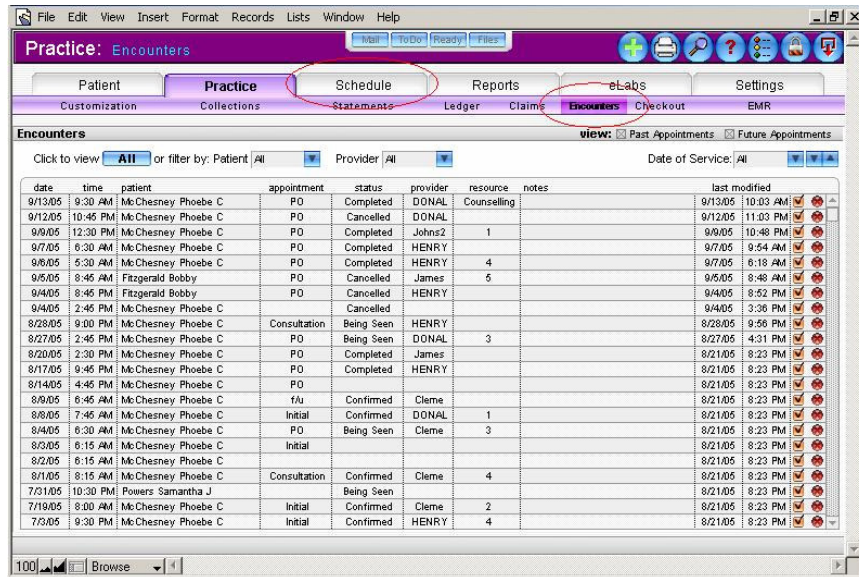 File Edit View Insert Format Records Lists Window Help
Practice: Encounters
Mail ToDo Ready Files
Patient Practice Schedule Reports eLabs Settings
Customization Collections Statements Ledger Claims Encounters Checkout EMR
Encounters view: Past Appointments Future Appointments
Click to view All or filter by: Patient All Provider All Date of Service: All
date time patient appointment status provider resource notes last modified
9/13/05 9:30 AM McChesney Phoebe C PO Completed DONAL Counselling 9/13/05 10:03 AM
9/12/05 10:45 PM McChesney Phoebe C PO Cancelled DONAL 9/12/05 11:03 PM
9/9/05 12:30 PM McChesney Phoebe C PO Completed Johns2 1 9/9/05 10:48 PM
9/7/05 6:30 AM McChesney Phoebe C PO Completed HENRY 9/7/05 9:54 AM
9/6/05 5:30 AM McChesney Phoebe C PO Completed HENRY 4 9/7/05 6:18 AM
9/5/05 8:45 AM Fitzgerald Bobby PO Cancelled James 5 9/5/05 8:48 AM
9/4/05 8:45 PM Fitzgerald Bobby PO Cancelled HENRY 9/4/05 8:52 PM
9/4/05 2:45 PM McChesney Phoebe C Cancelled 9/4/05 3:36 PM
8/28/05 9:00 PM McChesney Phoebe C Consultation Being Seen HENRY 8/28/05 9:56 PM
8/27/05 2:45 PM McChesney Phoebe C PO Being Seen DONAL 3 8/27/05 4:31 PM
8/20/05 2:30 PM McChesney Phoebe C PO Completed James 8/21/05 8:23 PM
8/17/05 9:45 PM McChesney Phoebe C PO Completed HENRY 8/21/05 8:23 PM
8/14/05 4:45 PM McChesney Phoebe C PO 8/21/05 8:23 PM
8/9/05 6:45 AM McChesney Phoebe C f/u Confirmed Cleme 8/21/05 8:23 PM
8/8/05 7:45 AM McChesney Phoebe C Initial Confirmed DONAL 1 8/21/05 8:23 PM
8/4/05 6:30 AM McChesney Phoebe C PO Being Seen Cleme 3 8/21/05 8:23 PM
8/3/05 6:15 AM McChesney Phoebe C Initial 8/21/05 8:23 PM
8/2/05 6:15 AM McChesney Phoebe C 8/21/05 8:23 PM
8/1/05 8:15 AM McChesney Phoebe C Consultation Confirmed Cleme 4 8/21/05 8:23 PM
7/31/05 10:30 PM Powers Samantha J Being Seen 8/21/05 8:23 PM
7/19/05 8:00 AM McChesney Phoebe C Initial Confirmed Cleme 2 8/21/05 8:23 PM
7/3/05 9:30 PM McChesney Phoebe C Initial Confirmed HENRY 4 8/21/05 8:23 PM
100 Browse